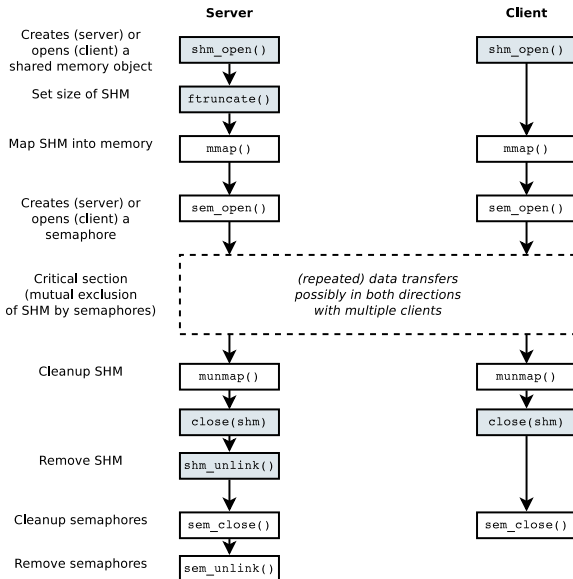 Server
Client
Creates (server) or
opens (client) a
shared memory object
shm_open()
shm_open()
Set size of SHM
ftruncate()
Map SHM into memory
mmap()
mmap()
Creates (server) or
opens (client) a
semaphore
sem_open()
sem_open()
Critical section
(mutual exclusion
of SHM by semaphores)
(repeated) data transfers
possibly in both directions
with multiple clients
Cleanup SHM
munmap()
munmap()
close(shm)
close(shm)
Remove SHM
shm_unlink()
Cleanup semaphores
sem_close()
sem_close()
Remove semaphores
sem_unlink()